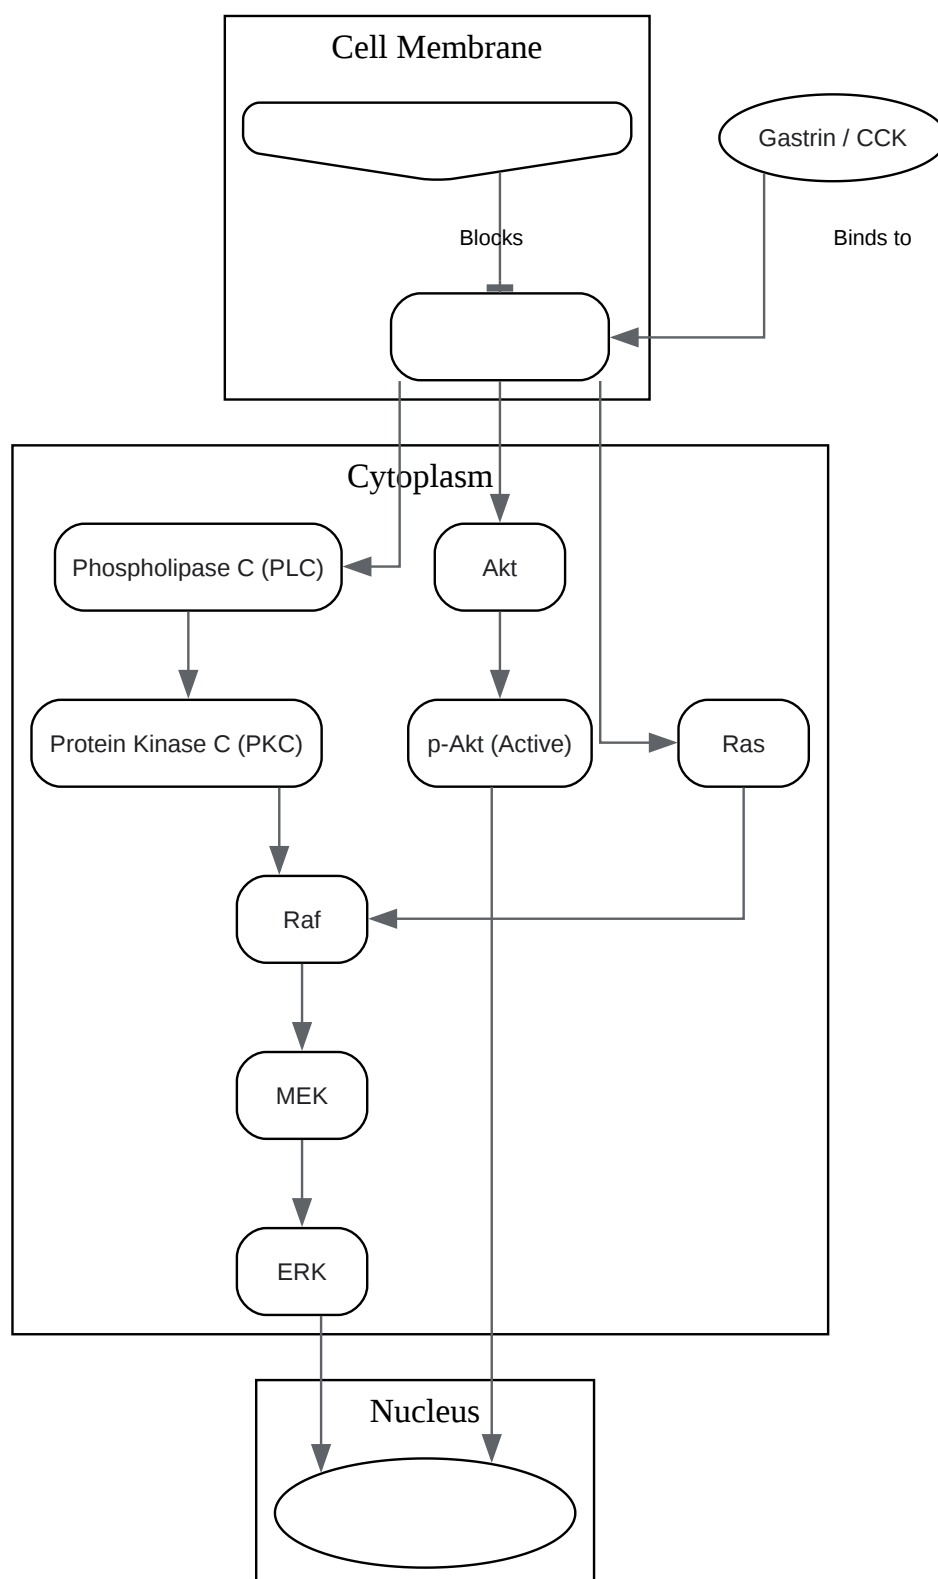 Cell Membrane
Gastrin / CCK
Blocks
Binds to
Cytoplasm
Phospholipase C (PLC)
Akt
Protein Kinase C (PKC)
p-Akt (Active)
Ras
Raf
MEK
ERK
Nucleus